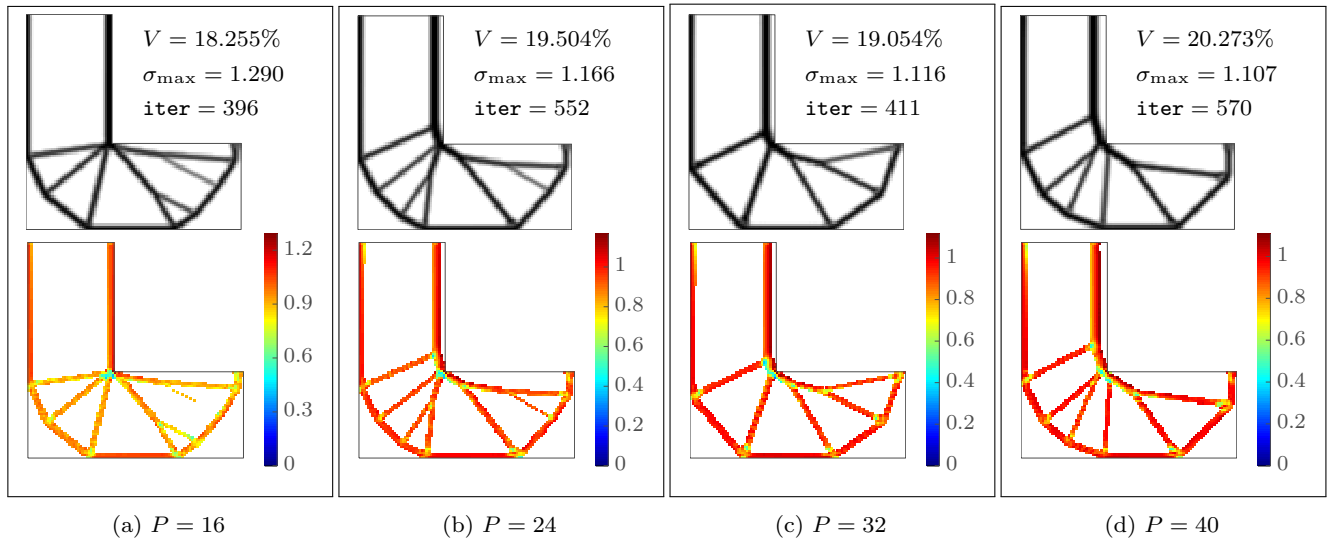 V = 18.255%
σmax = 1.290
iter = 396
1.2
0.9
0.6
0.3
0
(a) P = 16
V = 19.504%
σmax = 1.166
iter = 552
1
0.8
0.6
0.4
0.2
0
(b) P = 24
V = 19.054%
σmax = 1.116
iter = 411
1
0.8
0.6
0.4
0.2
0
(c) P = 32
V = 20.273%
σmax = 1.107
iter = 570
1
0.8
0.6
0.4
0.2
0
(d) P = 40